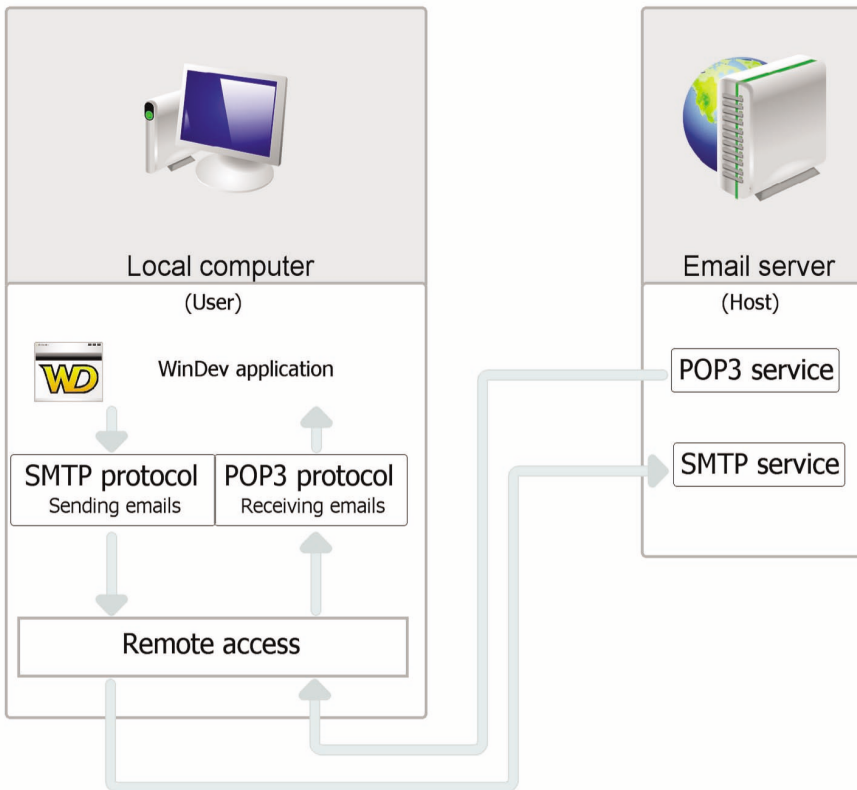 Local computer
(User)
WD
WinDev application
SMTP protocol
Sending emails
POP3 protocol
Receiving emails
Remote access
Email server
(Host)
POP3 service
SMTP service